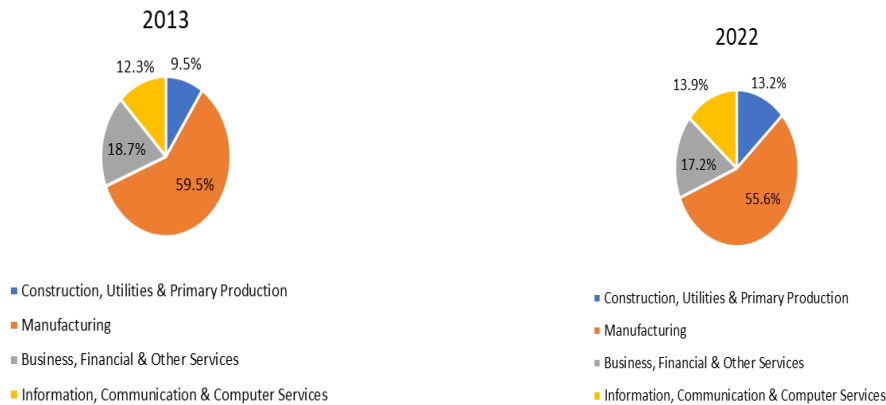 2013
12.3%
9.5%
18.7%
59.5%
Construction, Utilities & Primary Production
Manufacturing
Business, Financial & Other Services
Information, Communication & Computer Services
2022
13.9%
13.2%
17.2%
55.6%
Construction, Utilities & Primary Production
Manufacturing
Business, Financial & Other Services
Information, Communication & Computer Services